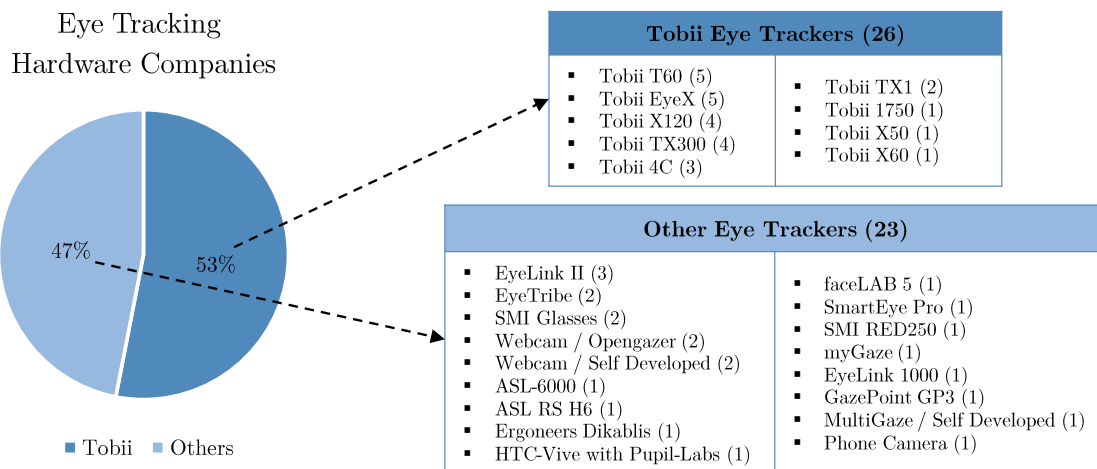 Eye Tracking
Hardware Companies
47%
53%
Tobii
Others
Tobii Eye Trackers (26)
▪ Tobii T60 (5)
▪ Tobii EyeX (5)
▪ Tobii X120 (4)
▪ Tobii TX300 (4)
▪ Tobii 4C (3)
▪ Tobii TX1 (2)
▪ Tobii 1750 (1)
▪ Tobii X50 (1)
▪ Tobii X60 (1)
Other Eye Trackers (23)
▪ EyeLink II (3)
▪ EyeTribe (2)
▪ SMI Glasses (2)
▪ Webcam / Opengazer (2)
▪ Webcam / Self Developed (2)
▪ ASL-6000 (1)
▪ ASL RS H6 (1)
▪ Ergoneers Dikablis (1)
▪ HTC-Vive with Pupil-Labs (1)
▪ faceLAB 5 (1)
▪ SmartEye Pro (1)
▪ SMI RED250 (1)
▪ myGaze (1)
▪ EyeLink 1000 (1)
▪ GazePoint GP3 (1)
▪ MultiGaze / Self Developed (1)
▪ Phone Camera (1)